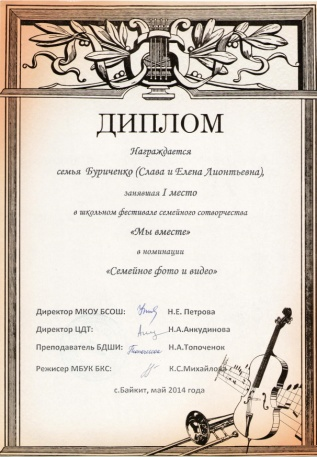 ДИПЛОМ
Награждается
семья Буриченко (Слава и Елена Лионтьевна),
занявшая I место
в школьном фестивале семейного сотворчества
«Мы вместе»
в номинации
«Семейное фото и видео»
Директор МКОУ БСОШ: Н.Е. Петрова
Директор ЦДТ: Н.А.Анкудинова
Преподаватель БДШИ: Н.А.Топоченок
Режисер МБУК БКС: К.С.Михайлова
с.Байкит, май 2014 года